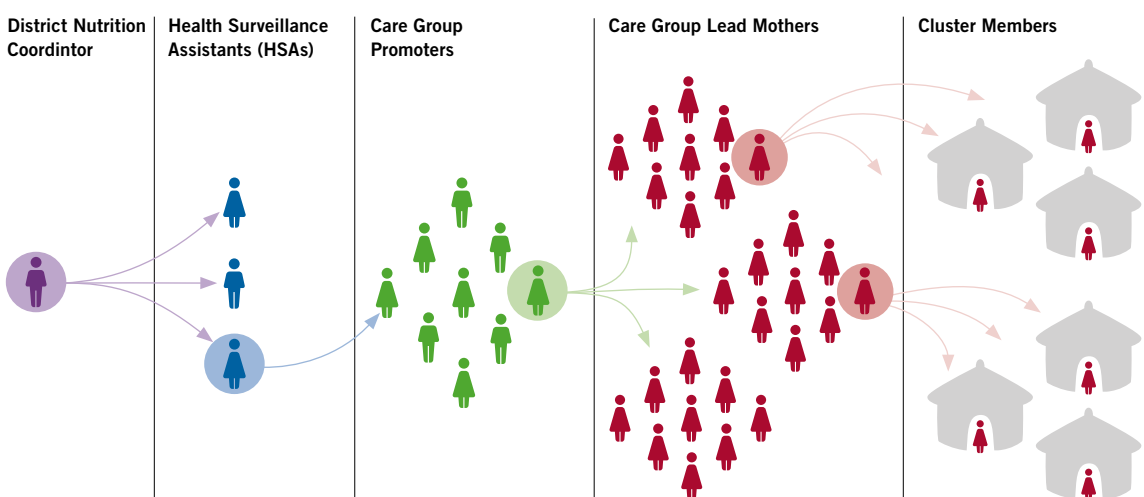 District Nutrition
Coordintor
Health Surveillance
Assistants (HSAs)
Care Group
Promoters
Care Group Lead Mothers
Cluster Members